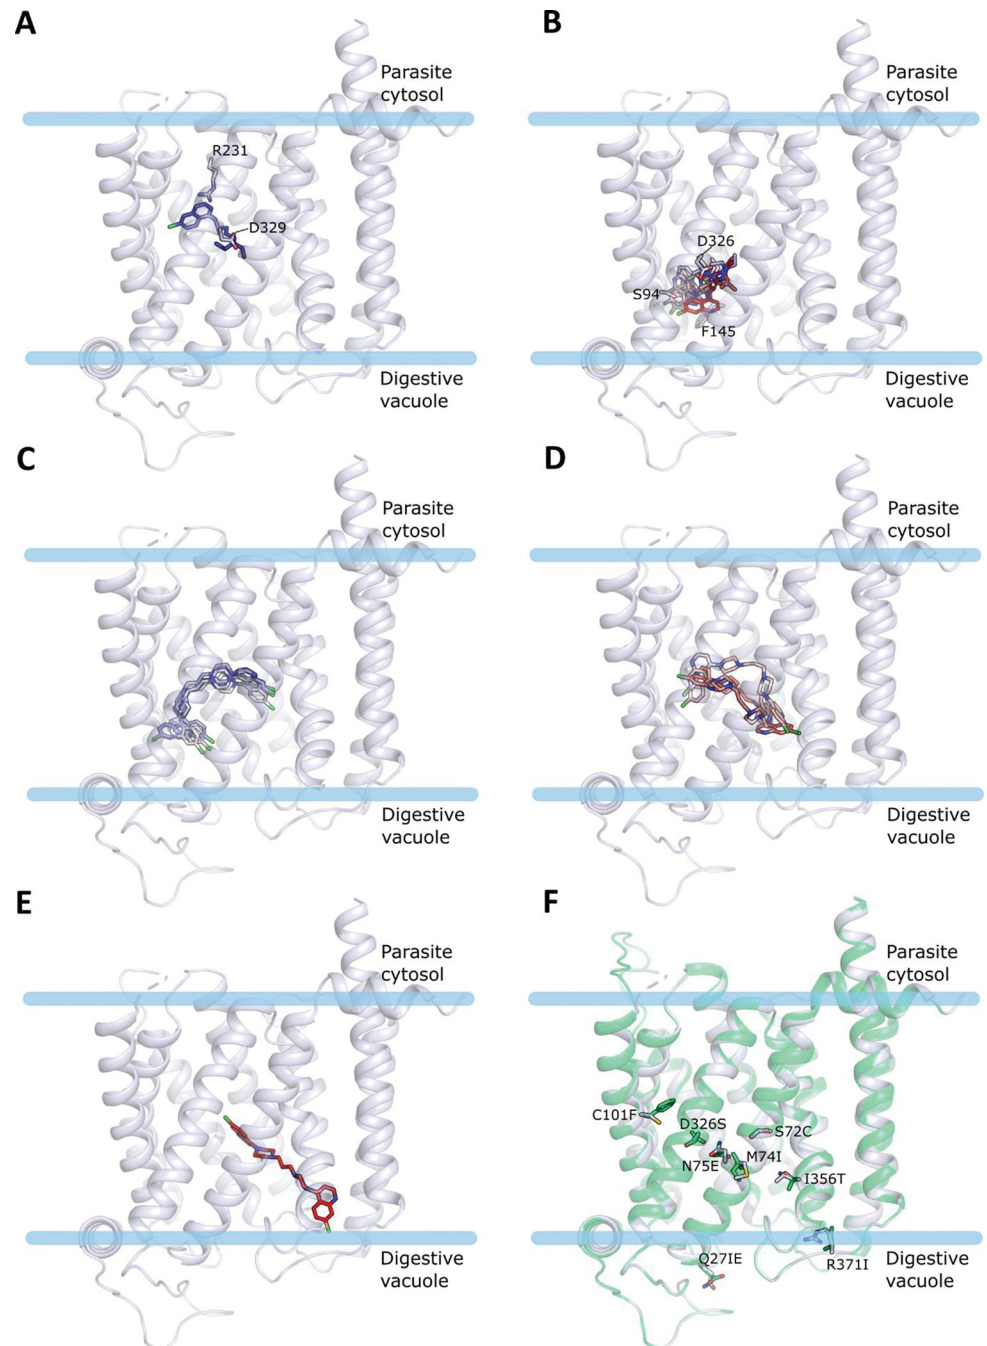 A
Parasite
cytosol
R231
D329
Digestive
vacuole
B
Parasite
cytosol
D326
S94
F145
Digestive
vacuole
C
Parasite
cytosol
Digestive
vacuole
D
Parasite
cytosol
Digestive
vacuole
E
Parasite
cytosol
Digestive
vacuole
F
Parasite
cytosol
C101F
D326S
S72C
N75E
M74I
I356T
Q27IE
R371I
Digestive
vacuole